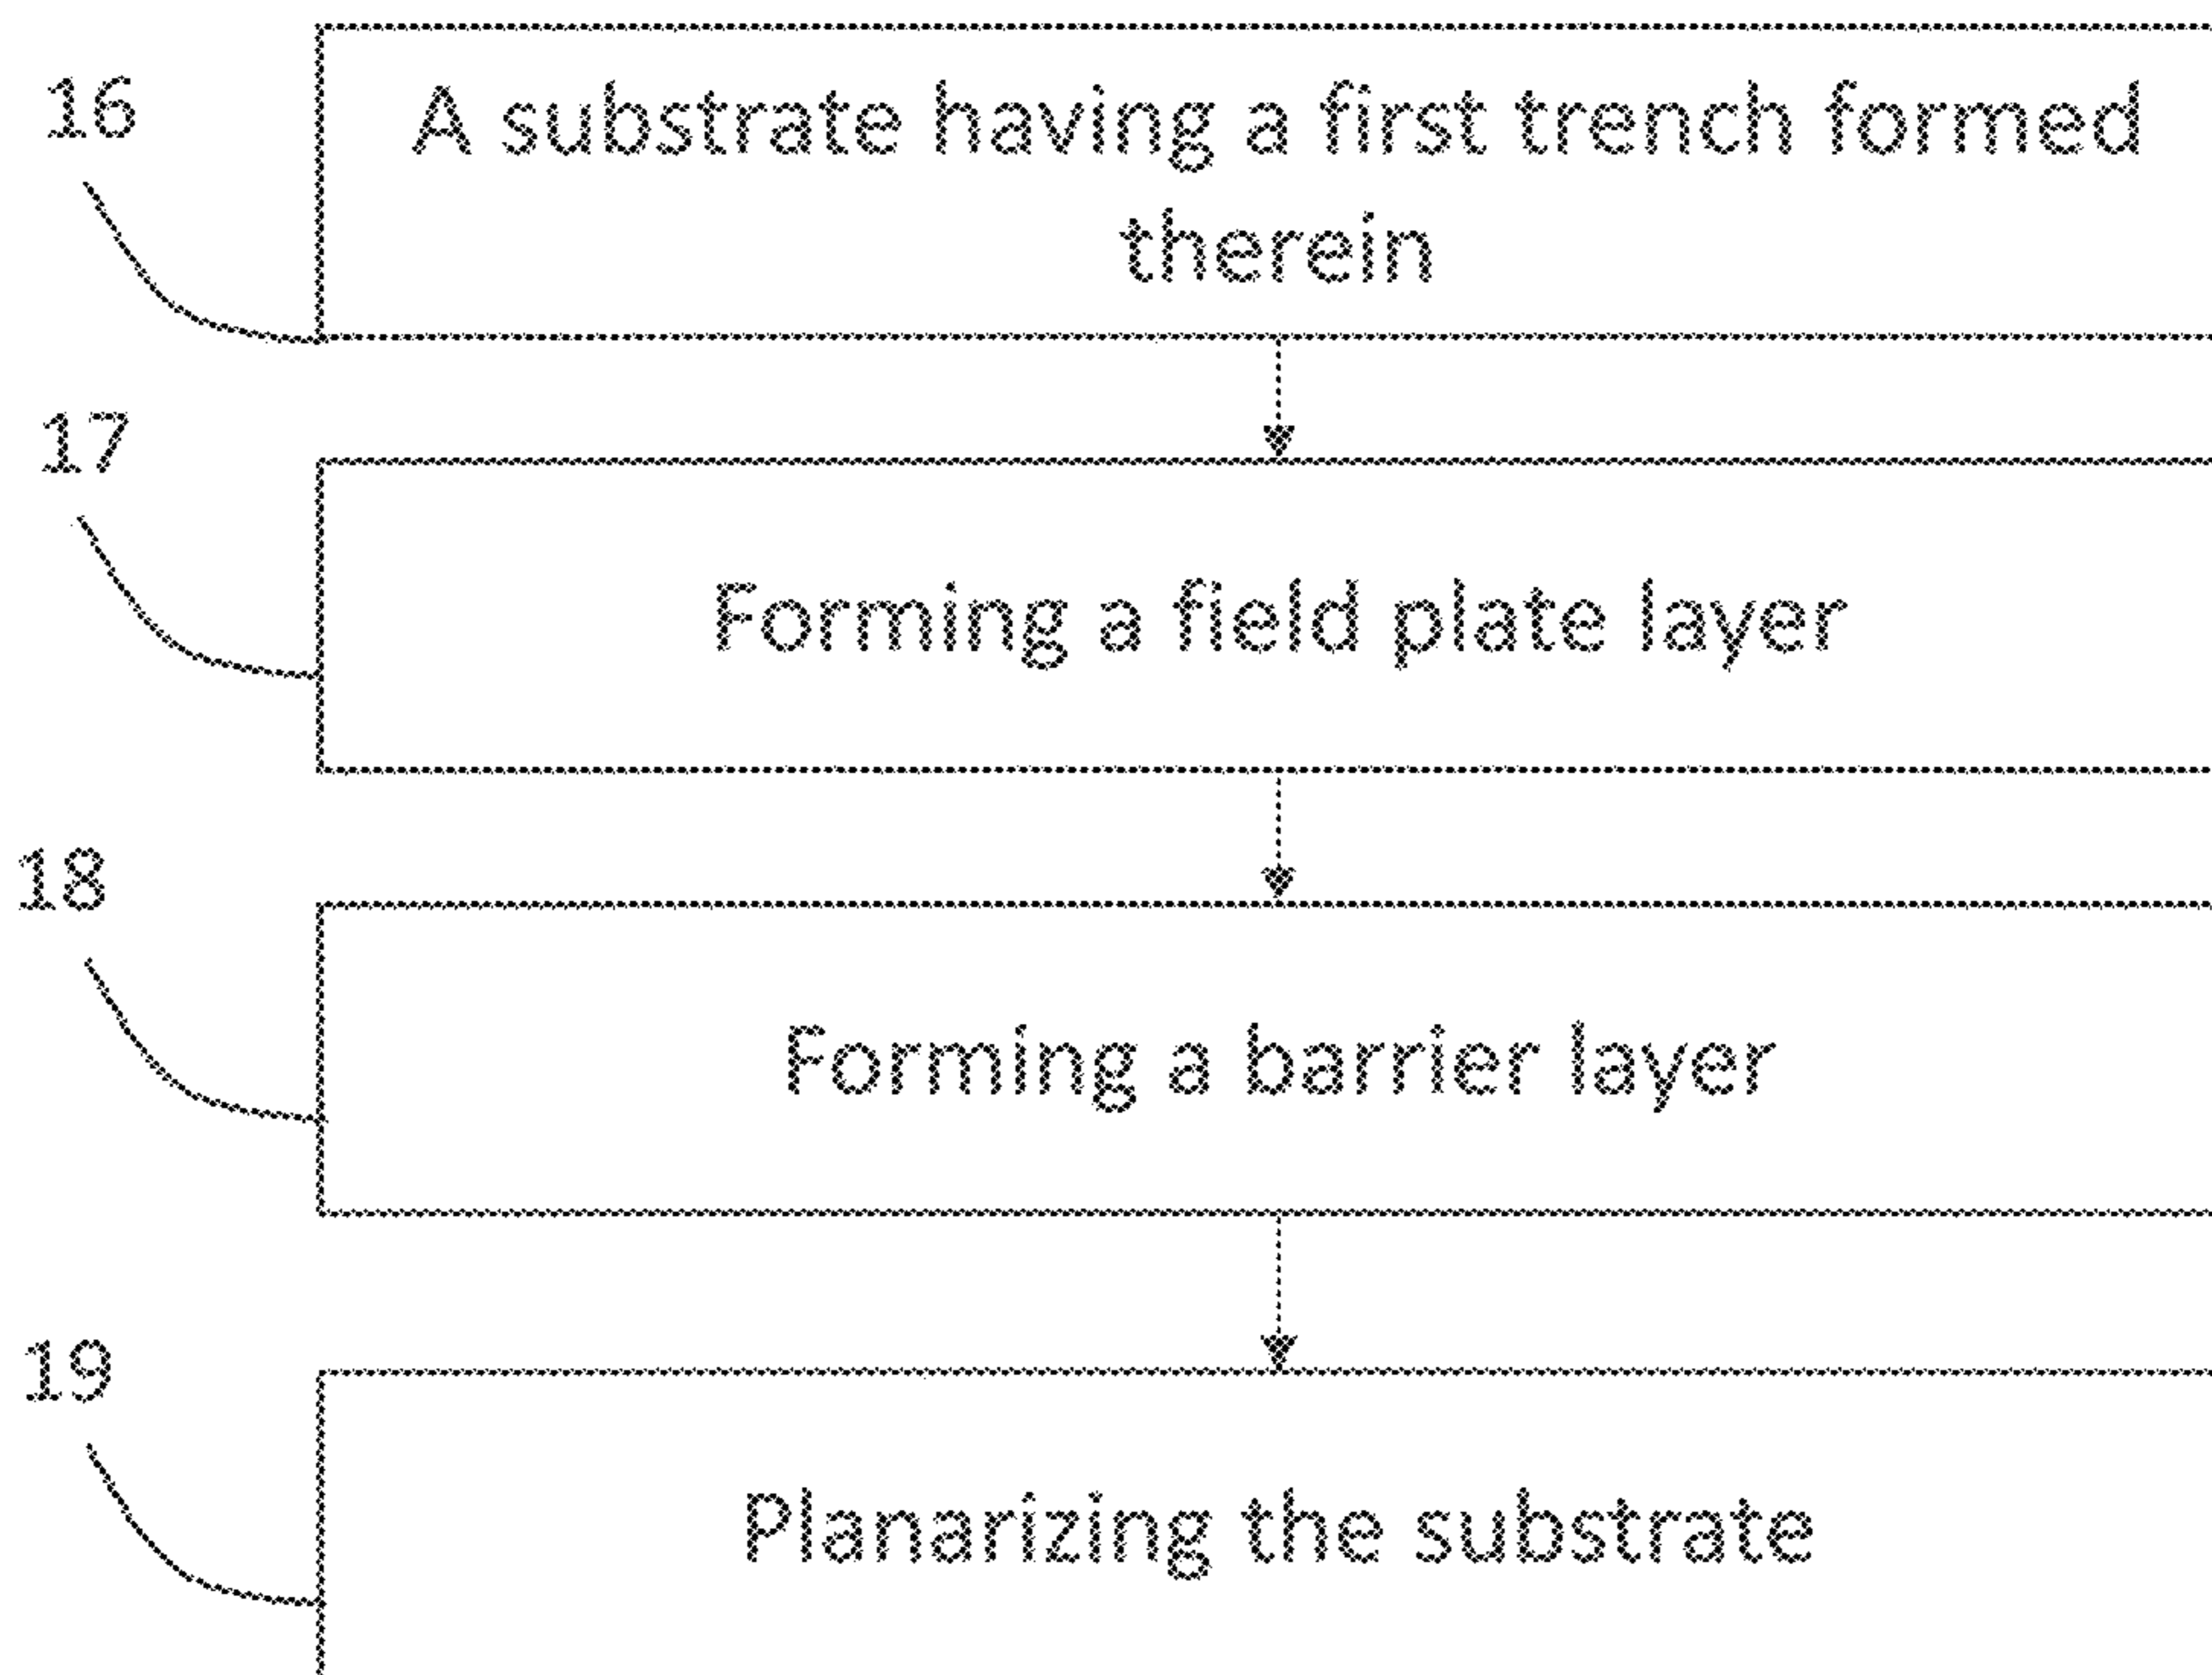 16
A substrate having a first trench formed
therein
17
Forming a field plate layer
18
Forming a barrier layer
19
Planarizing the substrate